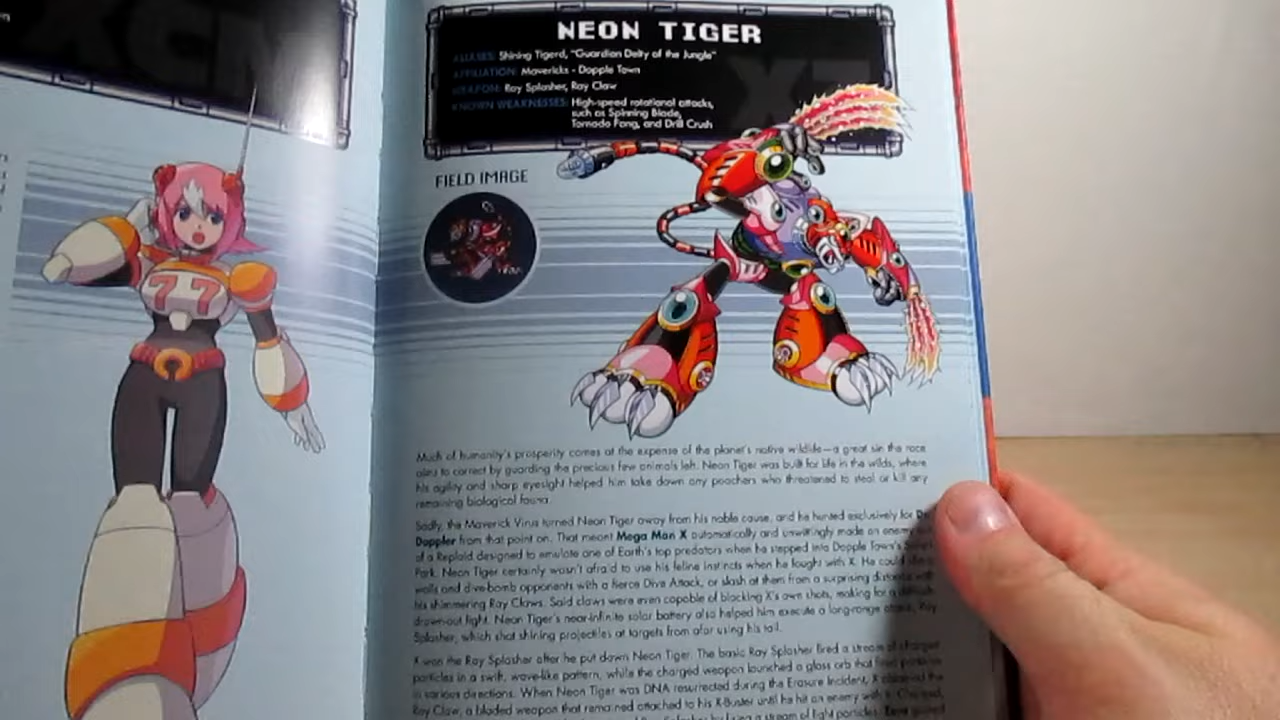 XCM
77
NEON TIGER
ALIASES: Shining Tigerd, "Guardian Deity of the Jungle"
AFFILIATION: Mavericks - Dopple Town
WEAPON: Ray Splasher, Ray Claw
KNOWN WEAKNESSES: High-speed rotational attacks,
such as Spinning Blade,
Tornado Fang, and Drill Crush
X3
FIELD IMAGE
Much of humanity's prosperity comes at the expense of the planet's native wildlife—a great sin the race
aims to correct by guarding the precious few animals left. Neon Tiger was built for life in the wilds, where
his agility and sharp eyesight helped him take down any poachers who threatened to steal or kill any
remaining biological fauna.
Sadly, the Maverick Virus turned Neon Tiger away from his noble cause, and he hunted exclusively for Dr.
Doppler from that point on. That meant Mega Man X automatically and unwittingly made an enemy
of a Reploid designed to emulate one of Earth's top predators when he stepped into Dopple Town's
Park. Neon Tiger certainly wasn't afraid to use his feline instincts when he fought with X. He could
walls and dive-bomb opponents with a fierce Dive Attack, or slash at them from a surprising distance with
his shimmering Ray Claws. Said claws were even capable of blocking X's own shots, making for a difficult
drawn-out fight. Neon Tiger's near-infinite solar battery also helped him execute a long-range attack, Ray
Splasher, which shot shining projectiles at targets from afar using his tail.
X won the Ray Splasher after he put down Neon Tiger. The basic Ray Splasher fired a stream of charged
particles in a swift, wave-like pattern, while the charged weapon launched a glass orb that fired particles
in various directions. When Neon Tiger was DNA resurrected during the Erasure Incident, X obtained the
Ray Claw, a bladed weapon that remained attached to his X-Buster until he hit an enemy with it. Charged,